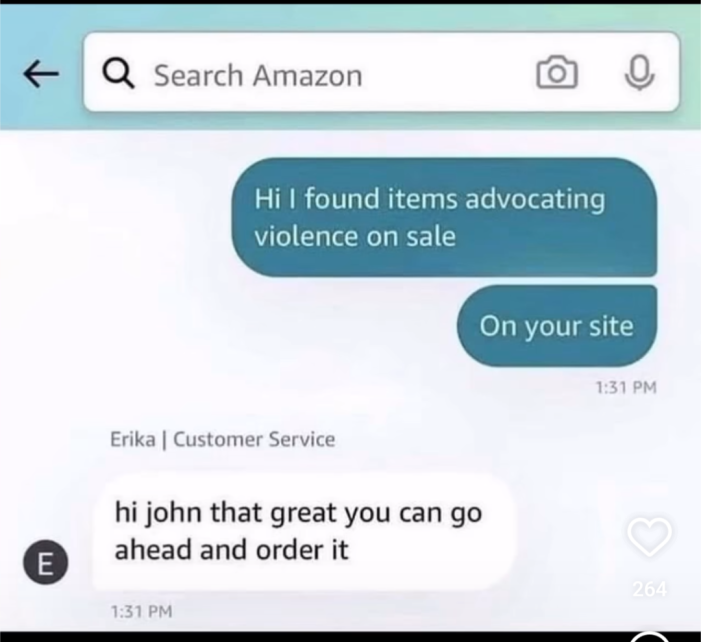 Search Amazon
Hi I found items advocating
violence on sale
On your site
1:31 PM
Erika | Customer Service
hi john that great you can go
ahead and order it
E
264
1:31 PM